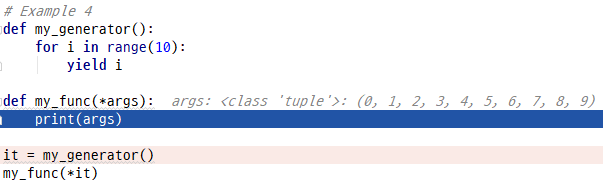 # Example 4
def my_generator():
    for i in range(10):
        yield i
def my_func(*args):  args: <class 'tuple'>: (0, 1, 2, 3, 4, 5, 6, 7, 8, 9)
    print(args)
it = my_generator()
my_func(*it)